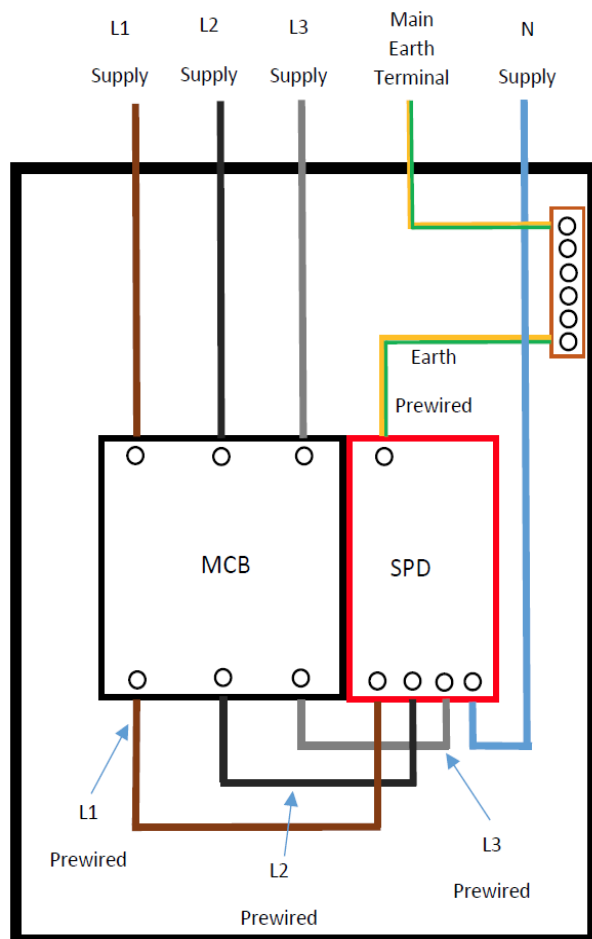 L1
Supply
L2
Supply
L3
Supply
Main
Earth
Terminal
N
Supply
Earth
Prewired
MCB
SPD
L1
Prewired
L2
Prewired
L3
Prewired